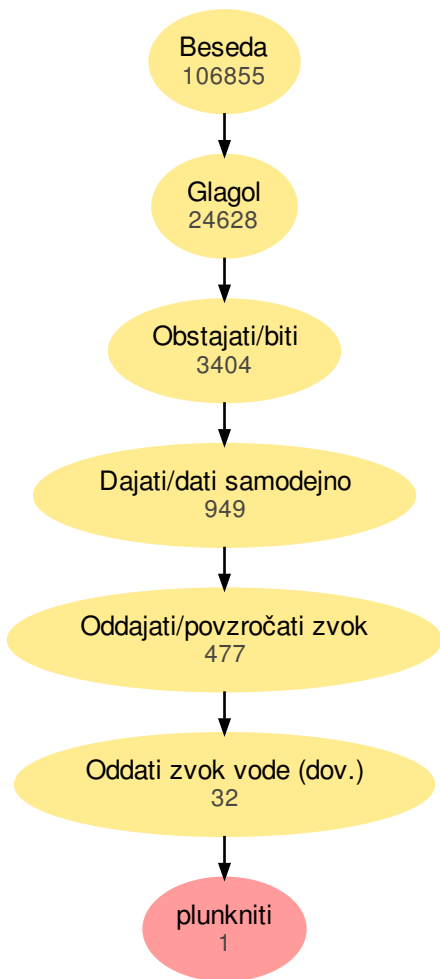 Beseda
106855
Glagol
24628
Obstajati/biti
3404
Dajati/dati samodejno
949
Oddajati/povzročati zvok
477
Oddati zvok vode (dov.)
32
plunkniti
1